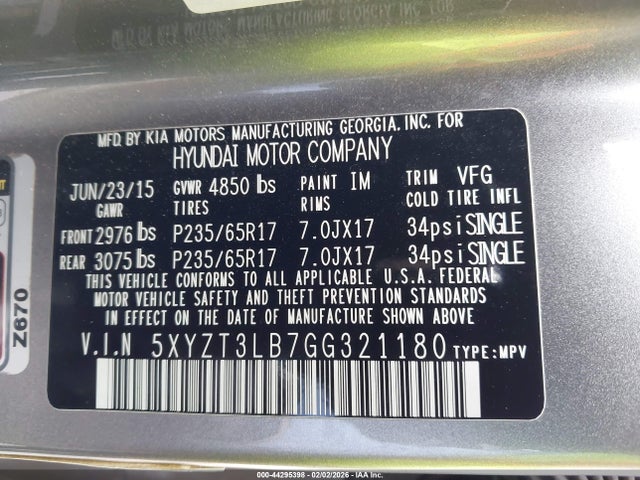 MFD. BY KIA MOTORS MANUFACTURING GEORGIA. INC. FOR
HYUNDAI MOTOR COMPANY
JUN/23/15 GVWR 4850 lbs PAINT IM TRIM VFG
GAWR TIRES RIMS COLD TIRE INFL
FRONT 2976 lbs P235/65R17 7.0JX17 34psi SINGLE
REAR 3075 lbs P235/65R17 7.0JX17 34psi SINGLE
THIS VEHICLE CONFORMS TO ALL APPLICABLE U.S.A. FEDERAL
MOTOR VEHICLE SAFETY AND THEFT PREVENTION STANDARDS
IN EFFECT ON THE DATE OF MANUFACTURE SHOWN ABOVE.
V.I.N 5XYZT3LB7GG321180 TYPE: MPV
Z670
000-44295398 - 02/02/2026 - IAA Inc.